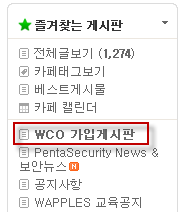 즐겨찾는 게시판
전체글보기 (1,274)
카페태그보기
베스트게시물
카페 캘린더
WCO 가입게시판
PentaSecurity News &
보안뉴스 N
공지사항
WAPPLES 교육공지